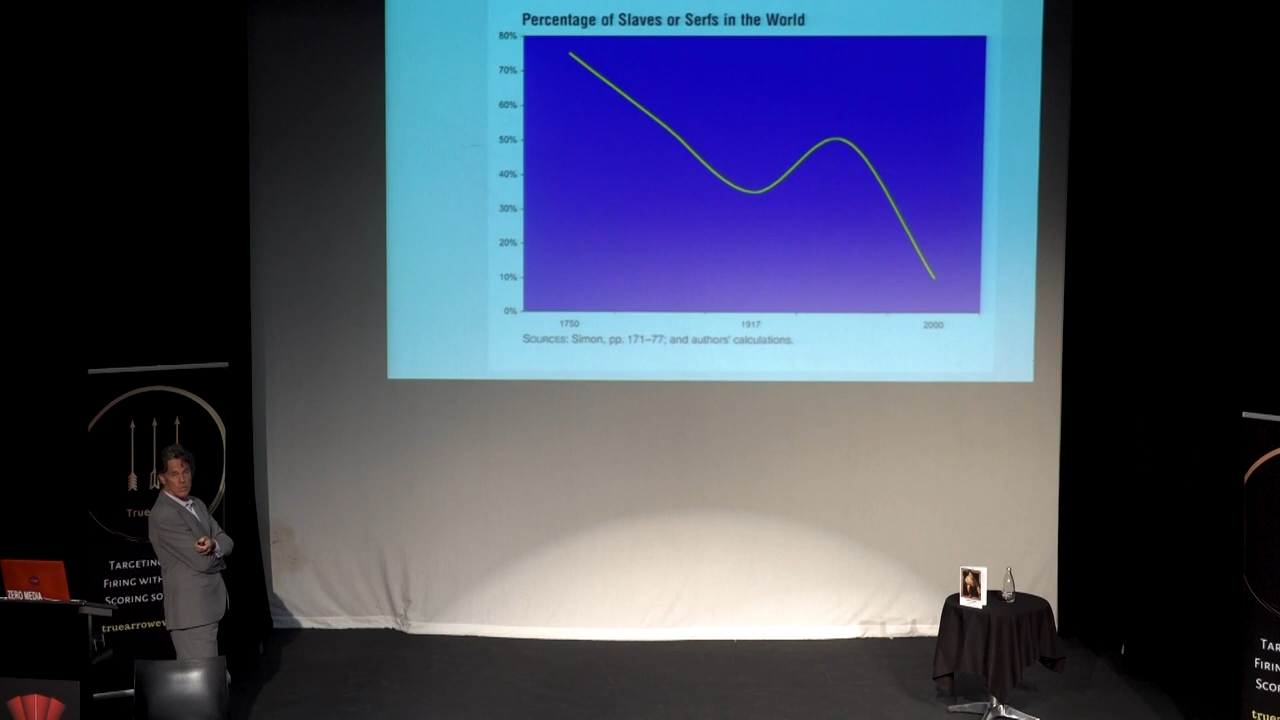 Percentage of Slaves or Serfs in the World
80%
70%
60%
50%
40%
30%
20%
10%
0%
1750 1917 2000
SOURCES: Simon, pp. 171–77; and authors' calculations.
True
TARGETING
FIRING WITH
SCORING SO
truearrowev
ZERO MEDIA
TAR
FIRIN
SCOR
true